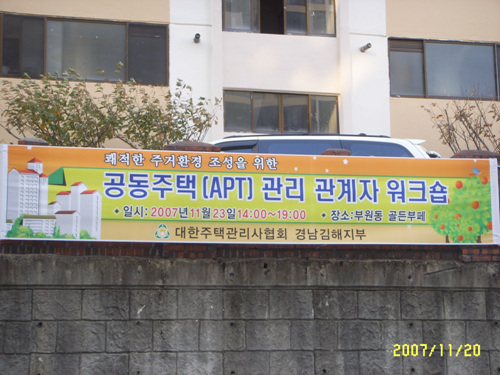 쾌적한 주거환경 조성을 위한
공동주택(APT) 관리 관계자 워크숍
• 일시: 2007년11월23일14:00~19:00 • 장소:부원동 골든부페
대한주택관리사협회 경남김해지부
2007/11/20